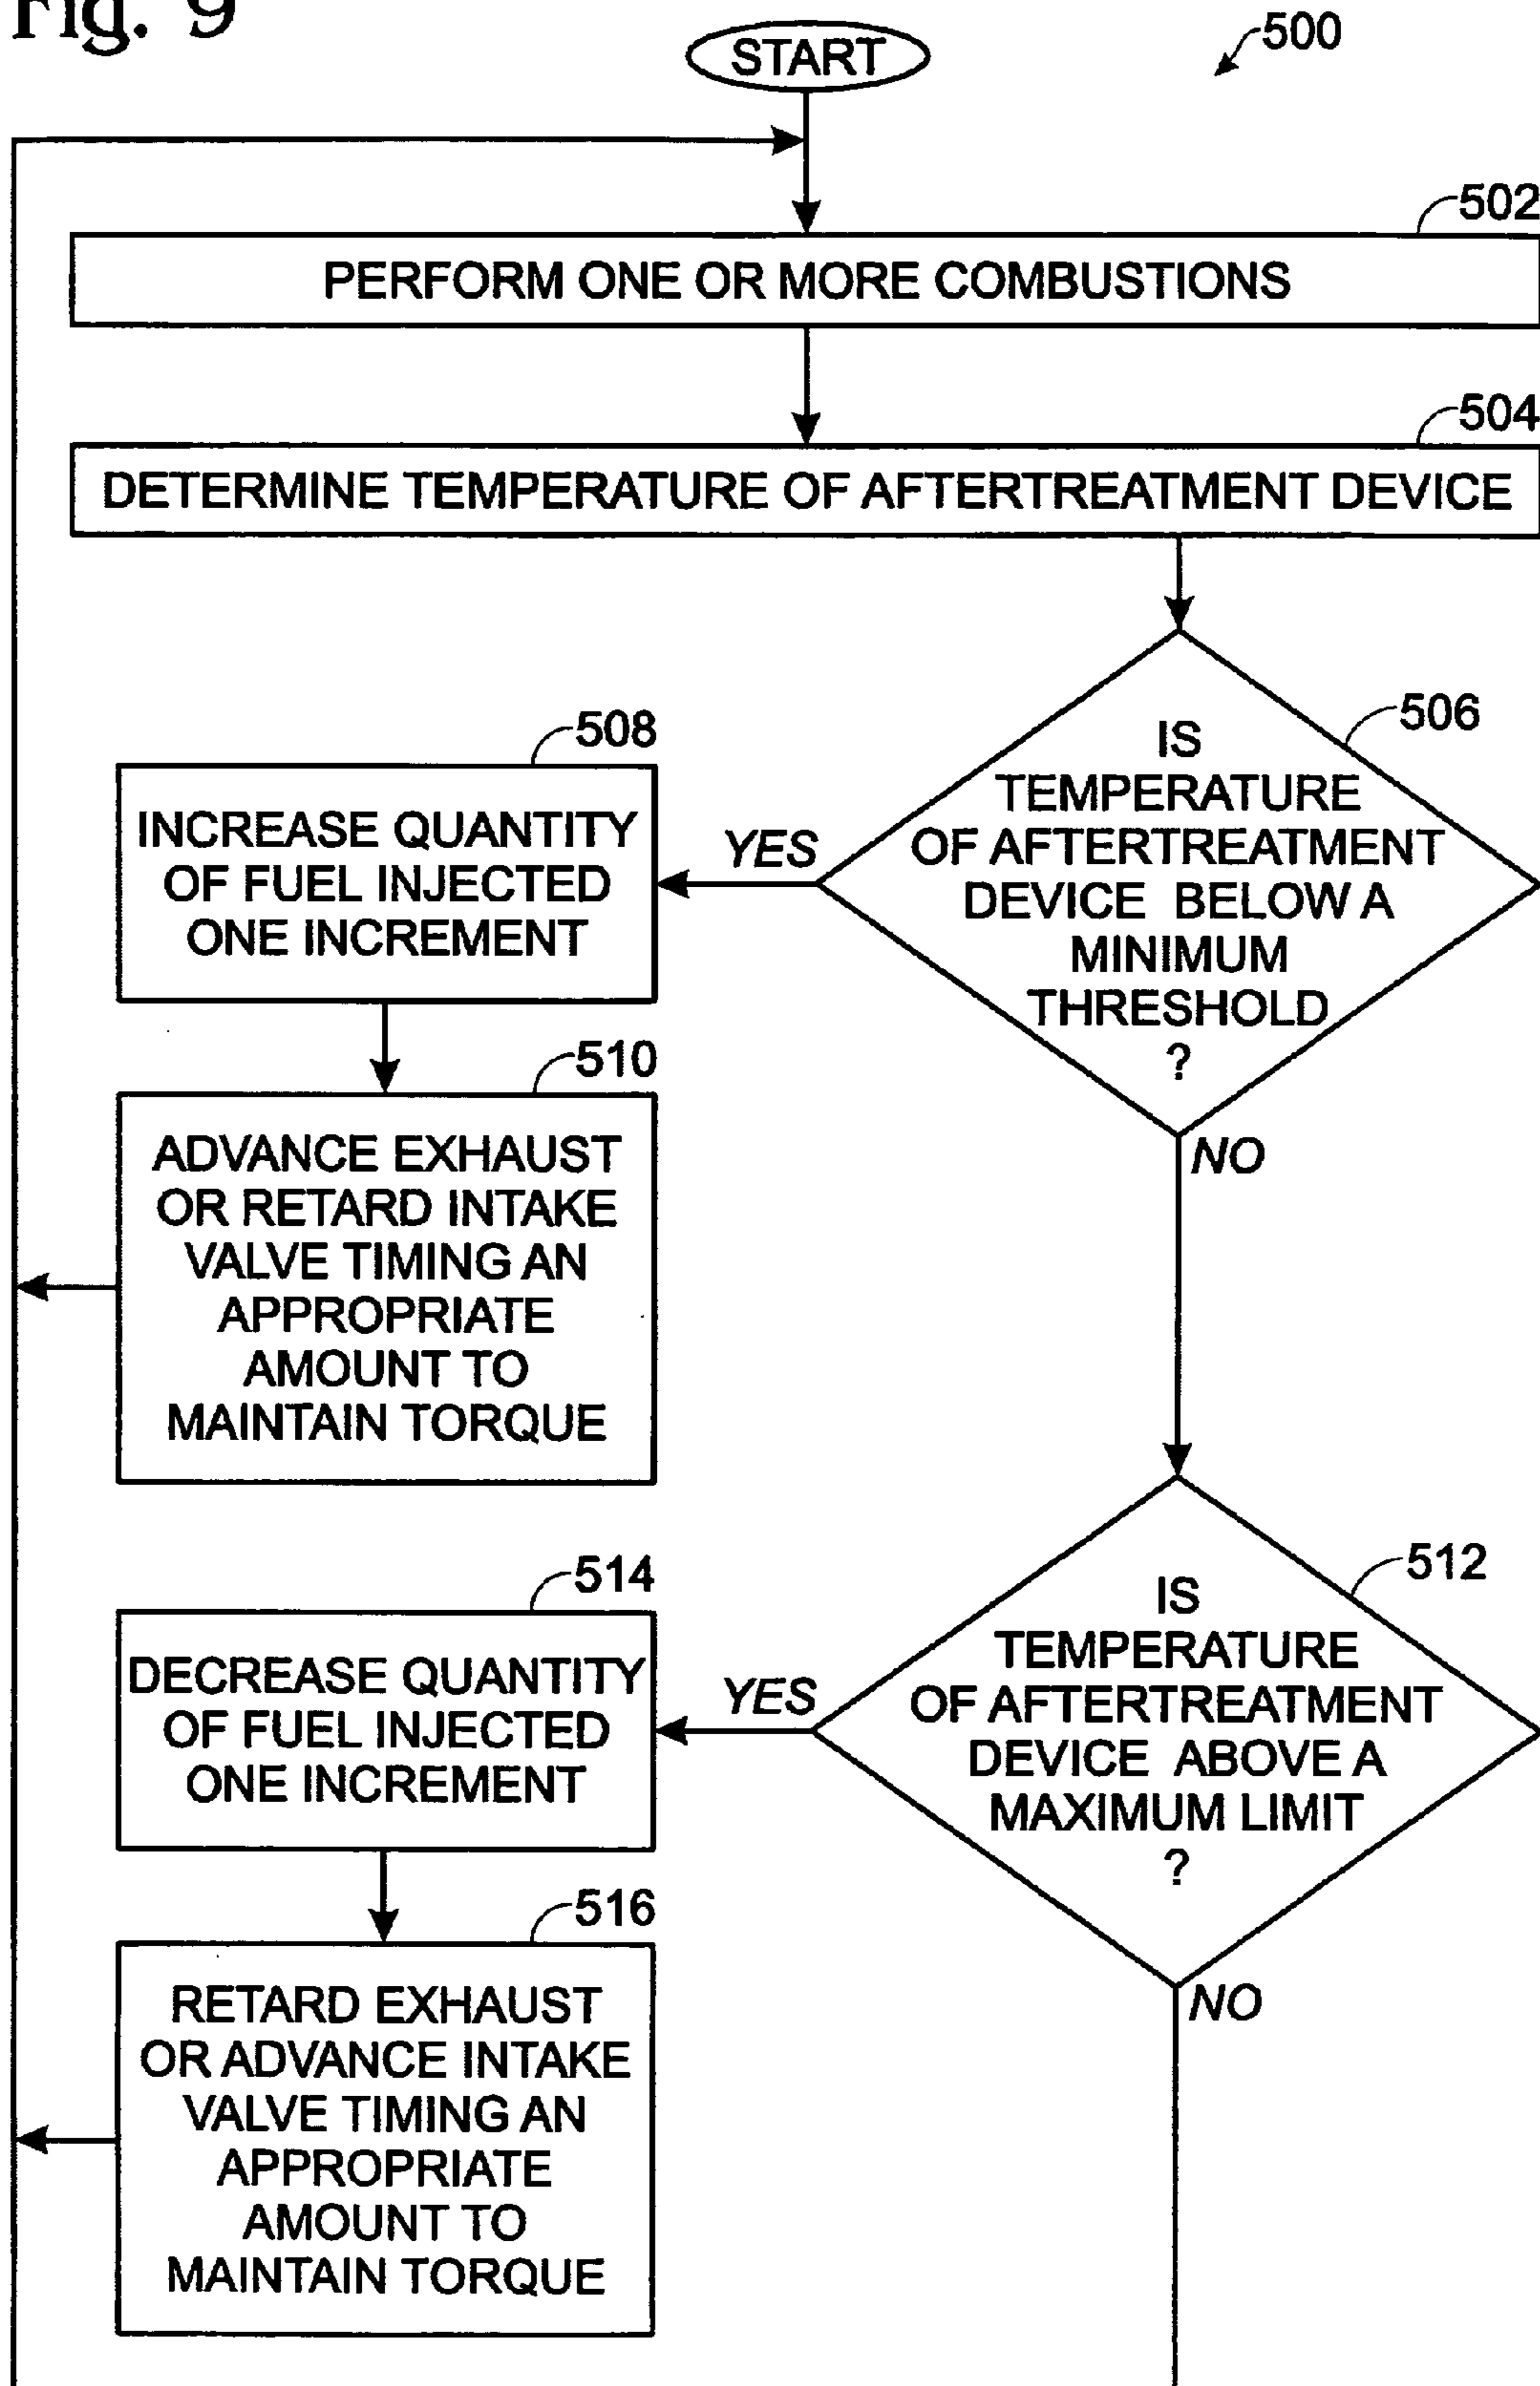 Fig. 9
START
500
502
PERFORM ONE OR MORE COMBUSTIONS
504
DETERMINE TEMPERATURE OF AFTERTREATMENT DEVICE
506
IS
TEMPERATURE
OF AFTERTREATMENT
DEVICE BELOW A
MINIMUM
THRESHOLD
?
YES
NO
508
INCREASE QUANTITY
OF FUEL INJECTED
ONE INCREMENT
510
ADVANCE EXHAUST
OR RETARD INTAKE
VALVE TIMING AN
APPROPRIATE
AMOUNT TO
MAINTAIN TORQUE
512
IS
TEMPERATURE
OF AFTERTREATMENT
DEVICE ABOVE A
MAXIMUM LIMIT
?
YES
NO
514
DECREASE QUANTITY
OF FUEL INJECTED
ONE INCREMENT
516
RETARD EXHAUST
OR ADVANCE INTAKE
VALVE TIMING AN
APPROPRIATE
AMOUNT TO
MAINTAIN TORQUE